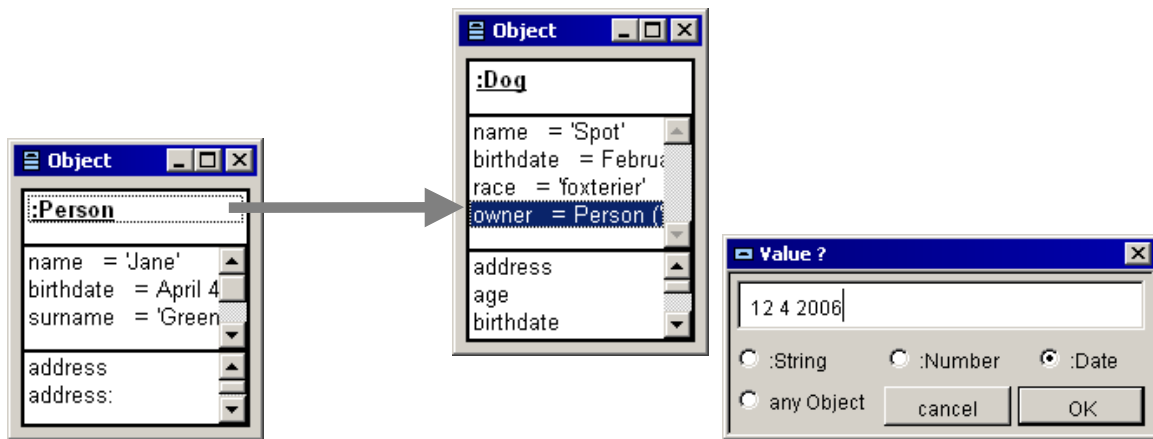 Object
:Person
name = 'Jane'
birthdate = April 4
surname = 'Green
address
address:
Object
:Dog
name = 'Spot'
birthdate = Februa
race = 'foxterier'
owner = Person ('
address
age
birthdate
Value ?
12 4 2006
:String :Number :Date
any Object cancel OK